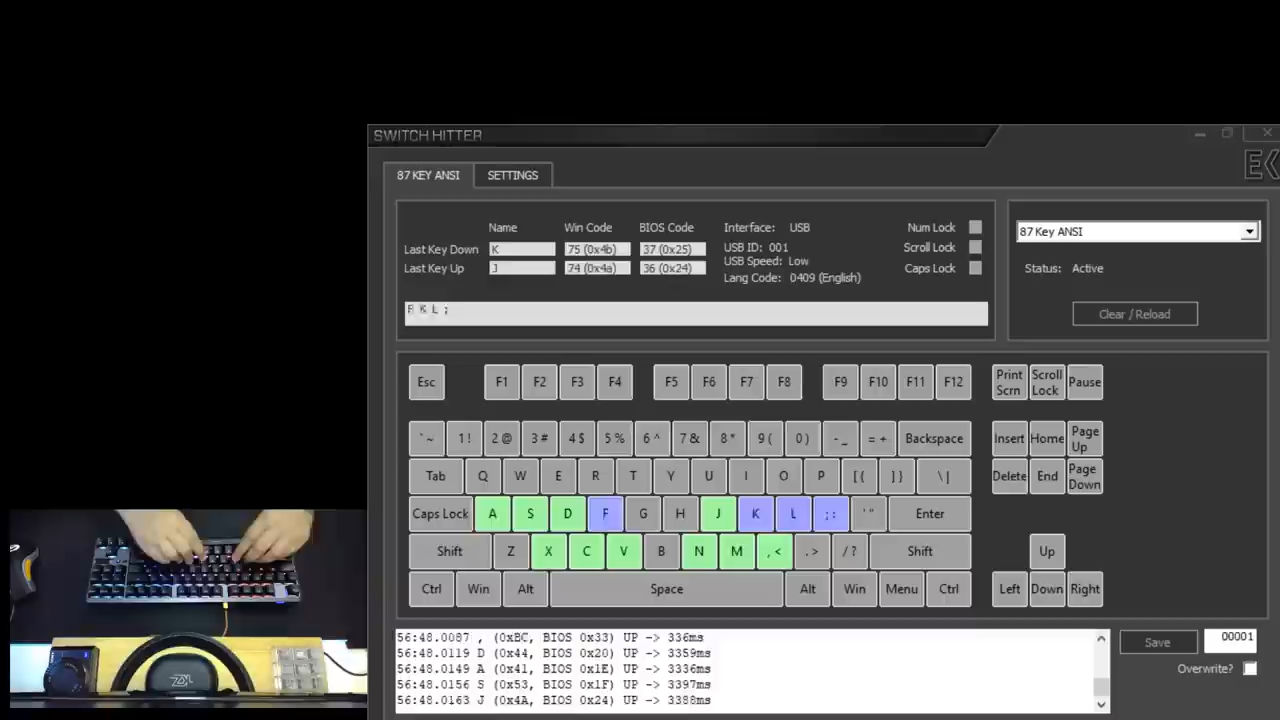 SWITCH HITTER
EK
87 KEY ANSI SETTINGS
Name Win Code BIOS Code Interface: USB Num Lock
Last Key Down K 75 (0x4b) 37 (0x25) USB ID: 001 Scroll Lock
USB Speed: Low
Last Key Up J 74 (0x4a) 36 (0x24) Lang Code: 0409 (English) Caps Lock
87 Key ANSI
Status: Active
F K L ;
Clear / Reload
Esc F1 F2 F3 F4 F5 F6 F7 F8 F9 F10 F11 F12 Print Scrn Scroll Lock Pause
` ~ 1 ! 2 @ 3 # 4 $ 5 % 6 ^ 7 & 8 * 9 ( 0 ) - _ = + Backspace Insert Home Page Up
Tab Q W E R T Y U I O P [ { ] } \ | Delete End Page Down
Caps Lock A S D F G H J K L ; : ' " Enter
Shift Z X C V B N M , < . > / ? Shift Up
Ctrl Win Alt Space Alt Win Menu Ctrl Left Down Right
56:48.0087 , (0xBC, BIOS 0x33) UP -> 336ms
56:48.0119 D (0x44, BIOS 0x20) UP -> 3359ms
56:48.0149 A (0x41, BIOS 0x1E) UP -> 3336ms
56:48.0156 S (0x53, BIOS 0x1F) UP -> 3397ms
56:48.0163 J (0x4A, BIOS 0x24) UP -> 3388ms
Save 00001
Overwrite?